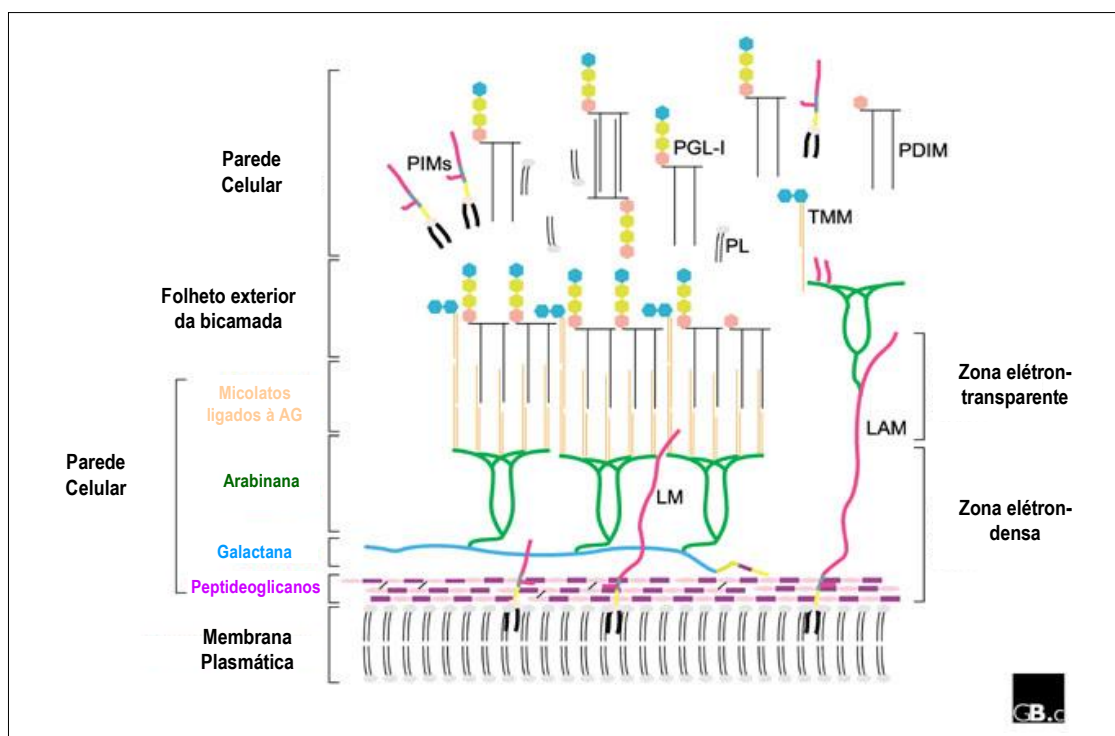 Parede
Celular
PIMs
PGL-I
PDIM
TMM
PL
Folheto exterior
da bicamada
Micolatos
ligados à AG
Zona elétron-
transparente
LAM
Parede
Celular
Arabinana
LM
Zona elétron-
densa
Galactana
Peptideoglicanos
Membrana
Plasmática
GB.c